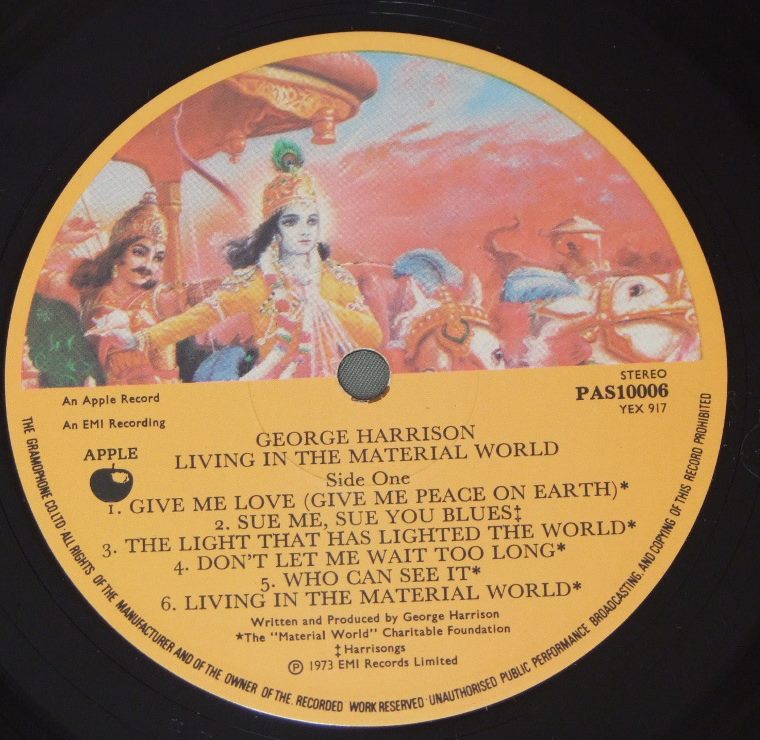 An Apple Record
An EMI Recording
APPLE
STEREO
PAS10006
YEX 917
GEORGE HARRISON
LIVING IN THE MATERIAL WORLD
Side One
1. GIVE ME LOVE (GIVE ME PEACE ON EARTH)*
2. SUE ME, SUE YOU BLUES‡
3. THE LIGHT THAT HAS LIGHTED THE WORLD*
4. DON'T LET ME WAIT TOO LONG*
5. WHO CAN SEE IT*
6. LIVING IN THE MATERIAL WORLD*
Written and Produced by George Harrison
*The "Material World" Charitable Foundation
‡Harrisongs
℗ 1973 EMI Records Limited
THE GRAMOPHONE CO.LTD·ALL RIGHTS OF THE MANUFACTURER AND OF THE OWNER OF THE RECORDED WORK RESERVED·UNAUTHORISED PUBLIC PERFORMANCE BROADCASTING AND COPYING OF THIS RECORD PROHIBITED